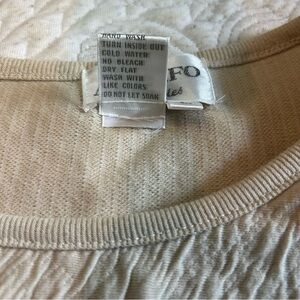 HAND WASH
TURN INSIDE OUT
COLD WATER
NO BLEACH
DRY FLAT
WASH WITH
LIKE COLORS
DO NOT LET SOAK
FO